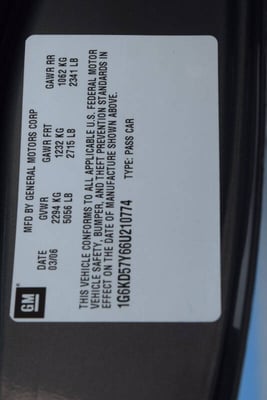 GM
MFD BY GENERAL MOTORS CORP
DATE GVWR GAWR FRT GAWR RR
03/06 2294 KG 1232 KG 1062 KG
5056 LB 2715 LB 2341 LB
THIS VEHICLE CONFORMS TO ALL APPLICABLE U.S. FEDERAL MOTOR
VEHICLE SAFETY, BUMPER, AND THEFT PREVENTION STANDARDS IN
EFFECT ON THE DATE OF MANUFACTURE SHOWN ABOVE.
1G6KD57Y66U210774 TYPE: PASS CAR